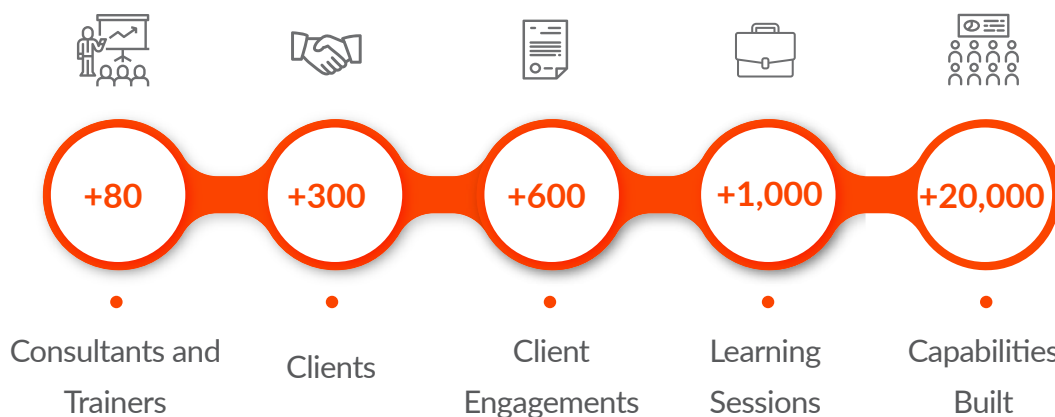 +80
+300
+600
+1,000
+20,000
Consultants and
Trainers
Clients
Client
Engagements
Learning
Sessions
Capabilities
Built